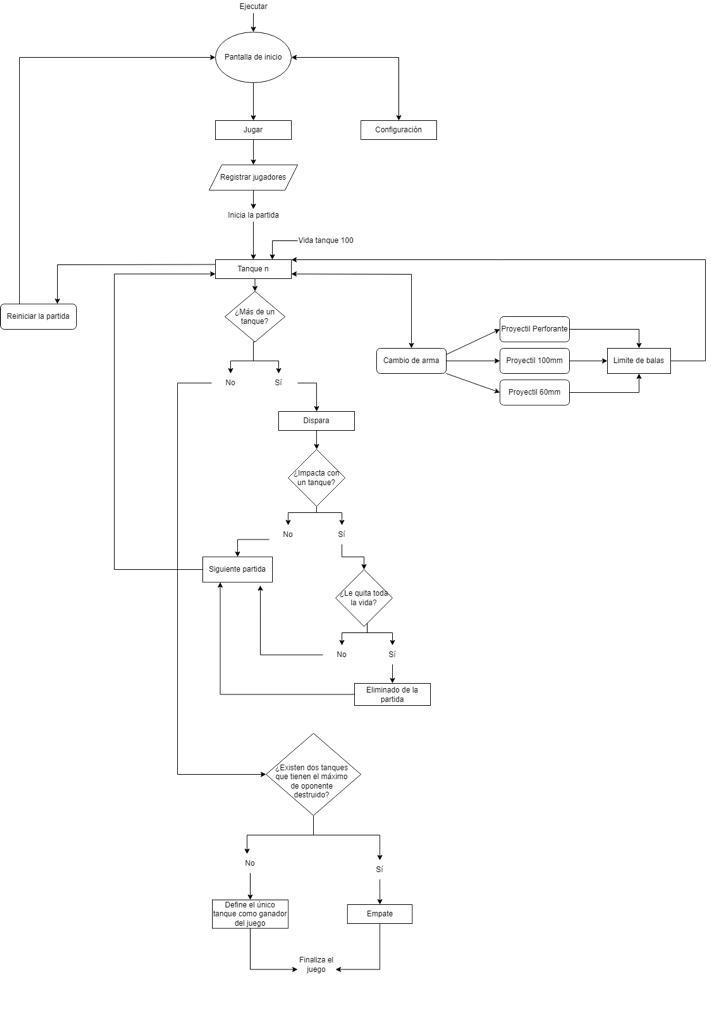 Ejecutar
Pantalla de inicio
Jugar
Configuración
Registrar jugadores
Inicia la partida
Vida tanque 100
Tanque n
Reiniciar la partida
¿Más de un
tanque?
Cambio de arma
Proyectil Perforante
Proyectil 100mm
Proyectil 60mm
Limite de balas
No
Sí
Dispara
¿Impacta con
un tanque?
No
Sí
Siguiente partida
¿Le quita toda
la vida?
No
Sí
Eliminado de la
partida
¿Existen dos tanques
que tienen el máximo
de oponente
destruido?
No
Sí
Define el único
tanque como ganador
del juego
Empate
Finaliza el
juego